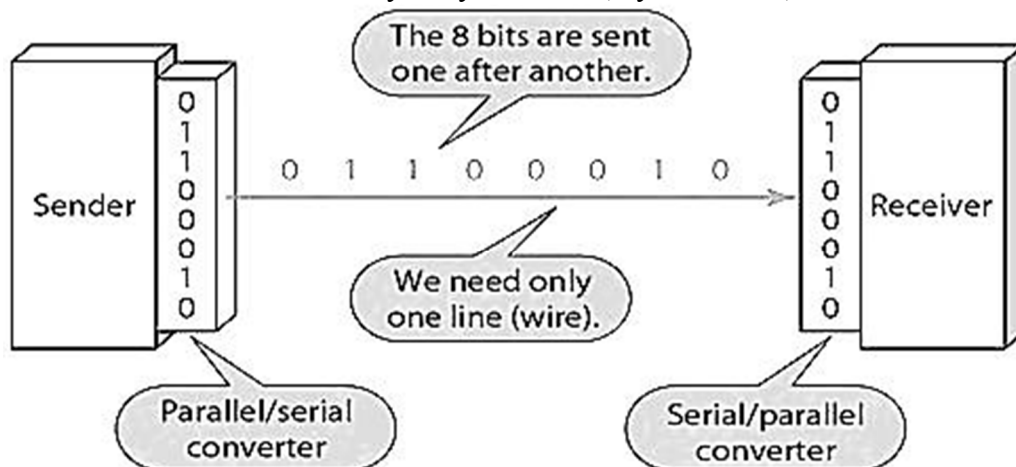 The 8 bits are sent
one after another.
0 1 1 0 0 0 1 0
Sender
0
1
1
0
0
0
1
0
0
1
1
0
0
0
1
0
Receiver
We need only
one line (wire).
Parallel/serial
converter
Serial/parallel
converter